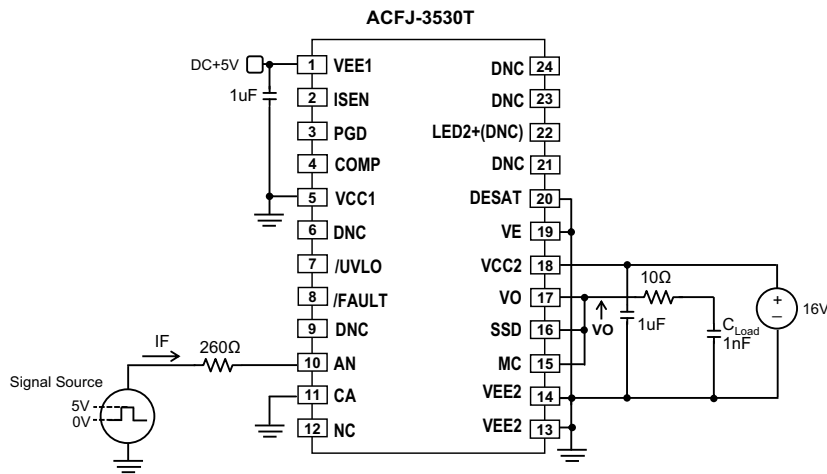 ACFJ-3530T
DC+5V
1uF
1 VEE1
2 ISEN
3 PGD
4 COMP
5 VCC1
6 DNC
7 /UVLO
8 /FAULT
9 DNC
10 AN
11 CA
12 NC
DNC 24
DNC 23
LED2+(DNC) 22
DNC 21
DESAT 20
VE 19
VCC2 18
VO 17
SSD 16
MC 15
VEE2 14
VEE2 13
IF
260Ω
Signal Source
5V
0V
10Ω
VO
1uF
CLoad
1nF
+
–
16V